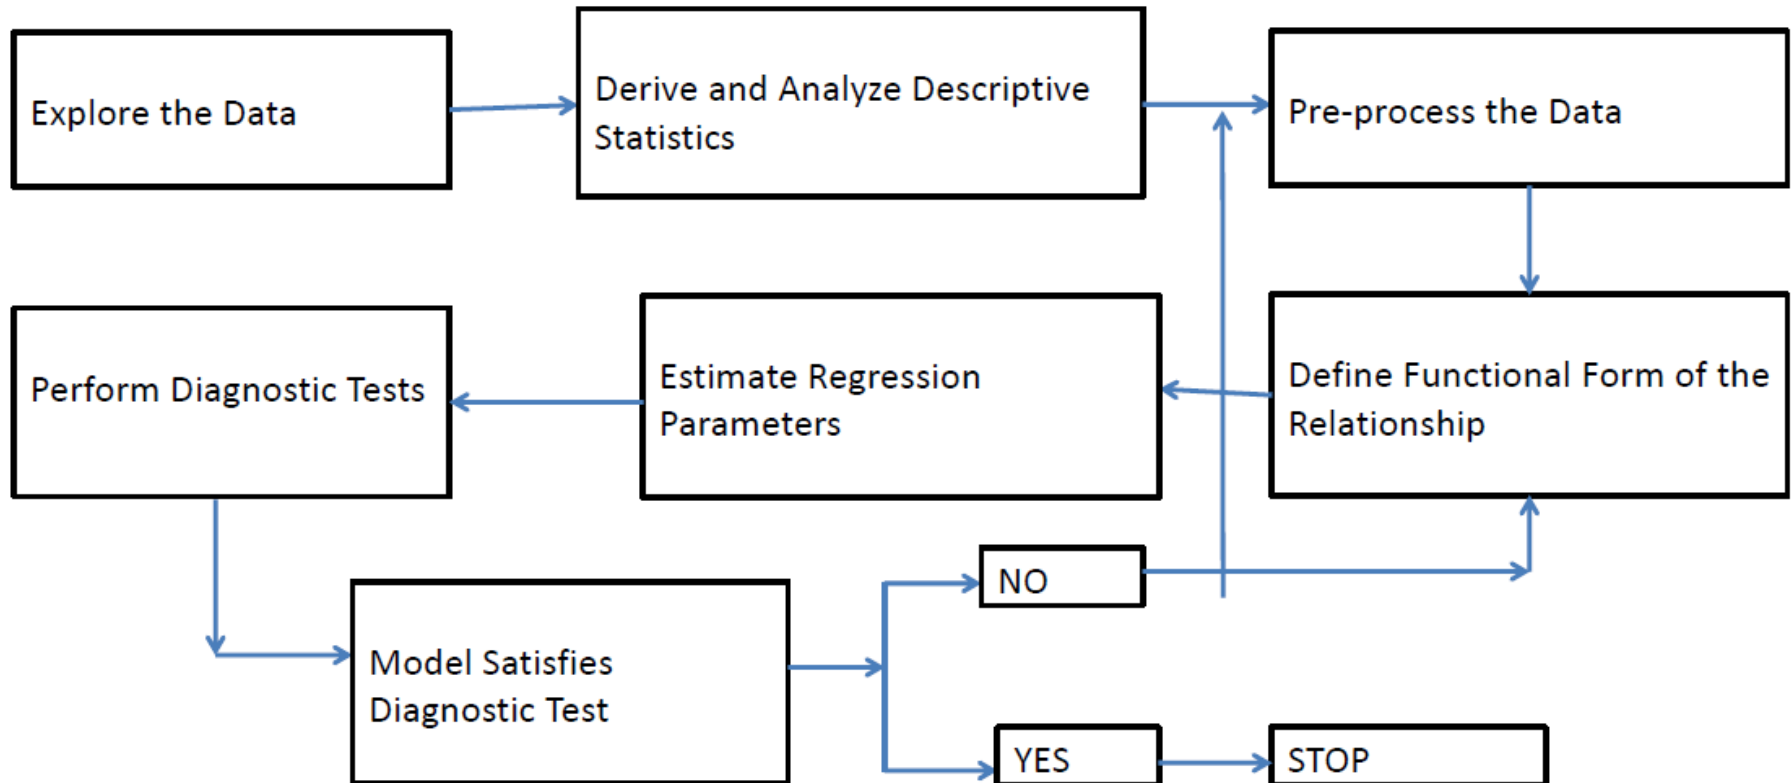 Explore the Data
Derive and Analyze Descriptive
Statistics
Pre-process the Data
Perform Diagnostic Tests
Estimate Regression
Parameters
Define Functional Form of the
Relationship
NO
Model Satisfies
Diagnostic Test
YES
STOP